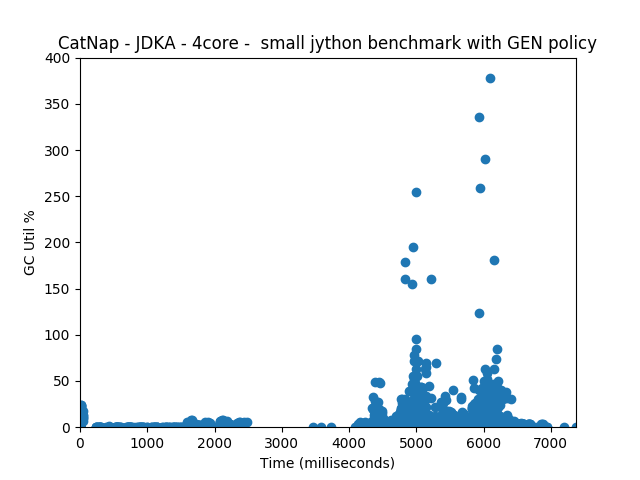 CatNap - JDKA - 4core -  small jython benchmark with GEN policy
400
350
300
250
200
150
100
50
0
GC Util %
0 1000 2000 3000 4000 5000 6000 7000
Time (milliseconds)